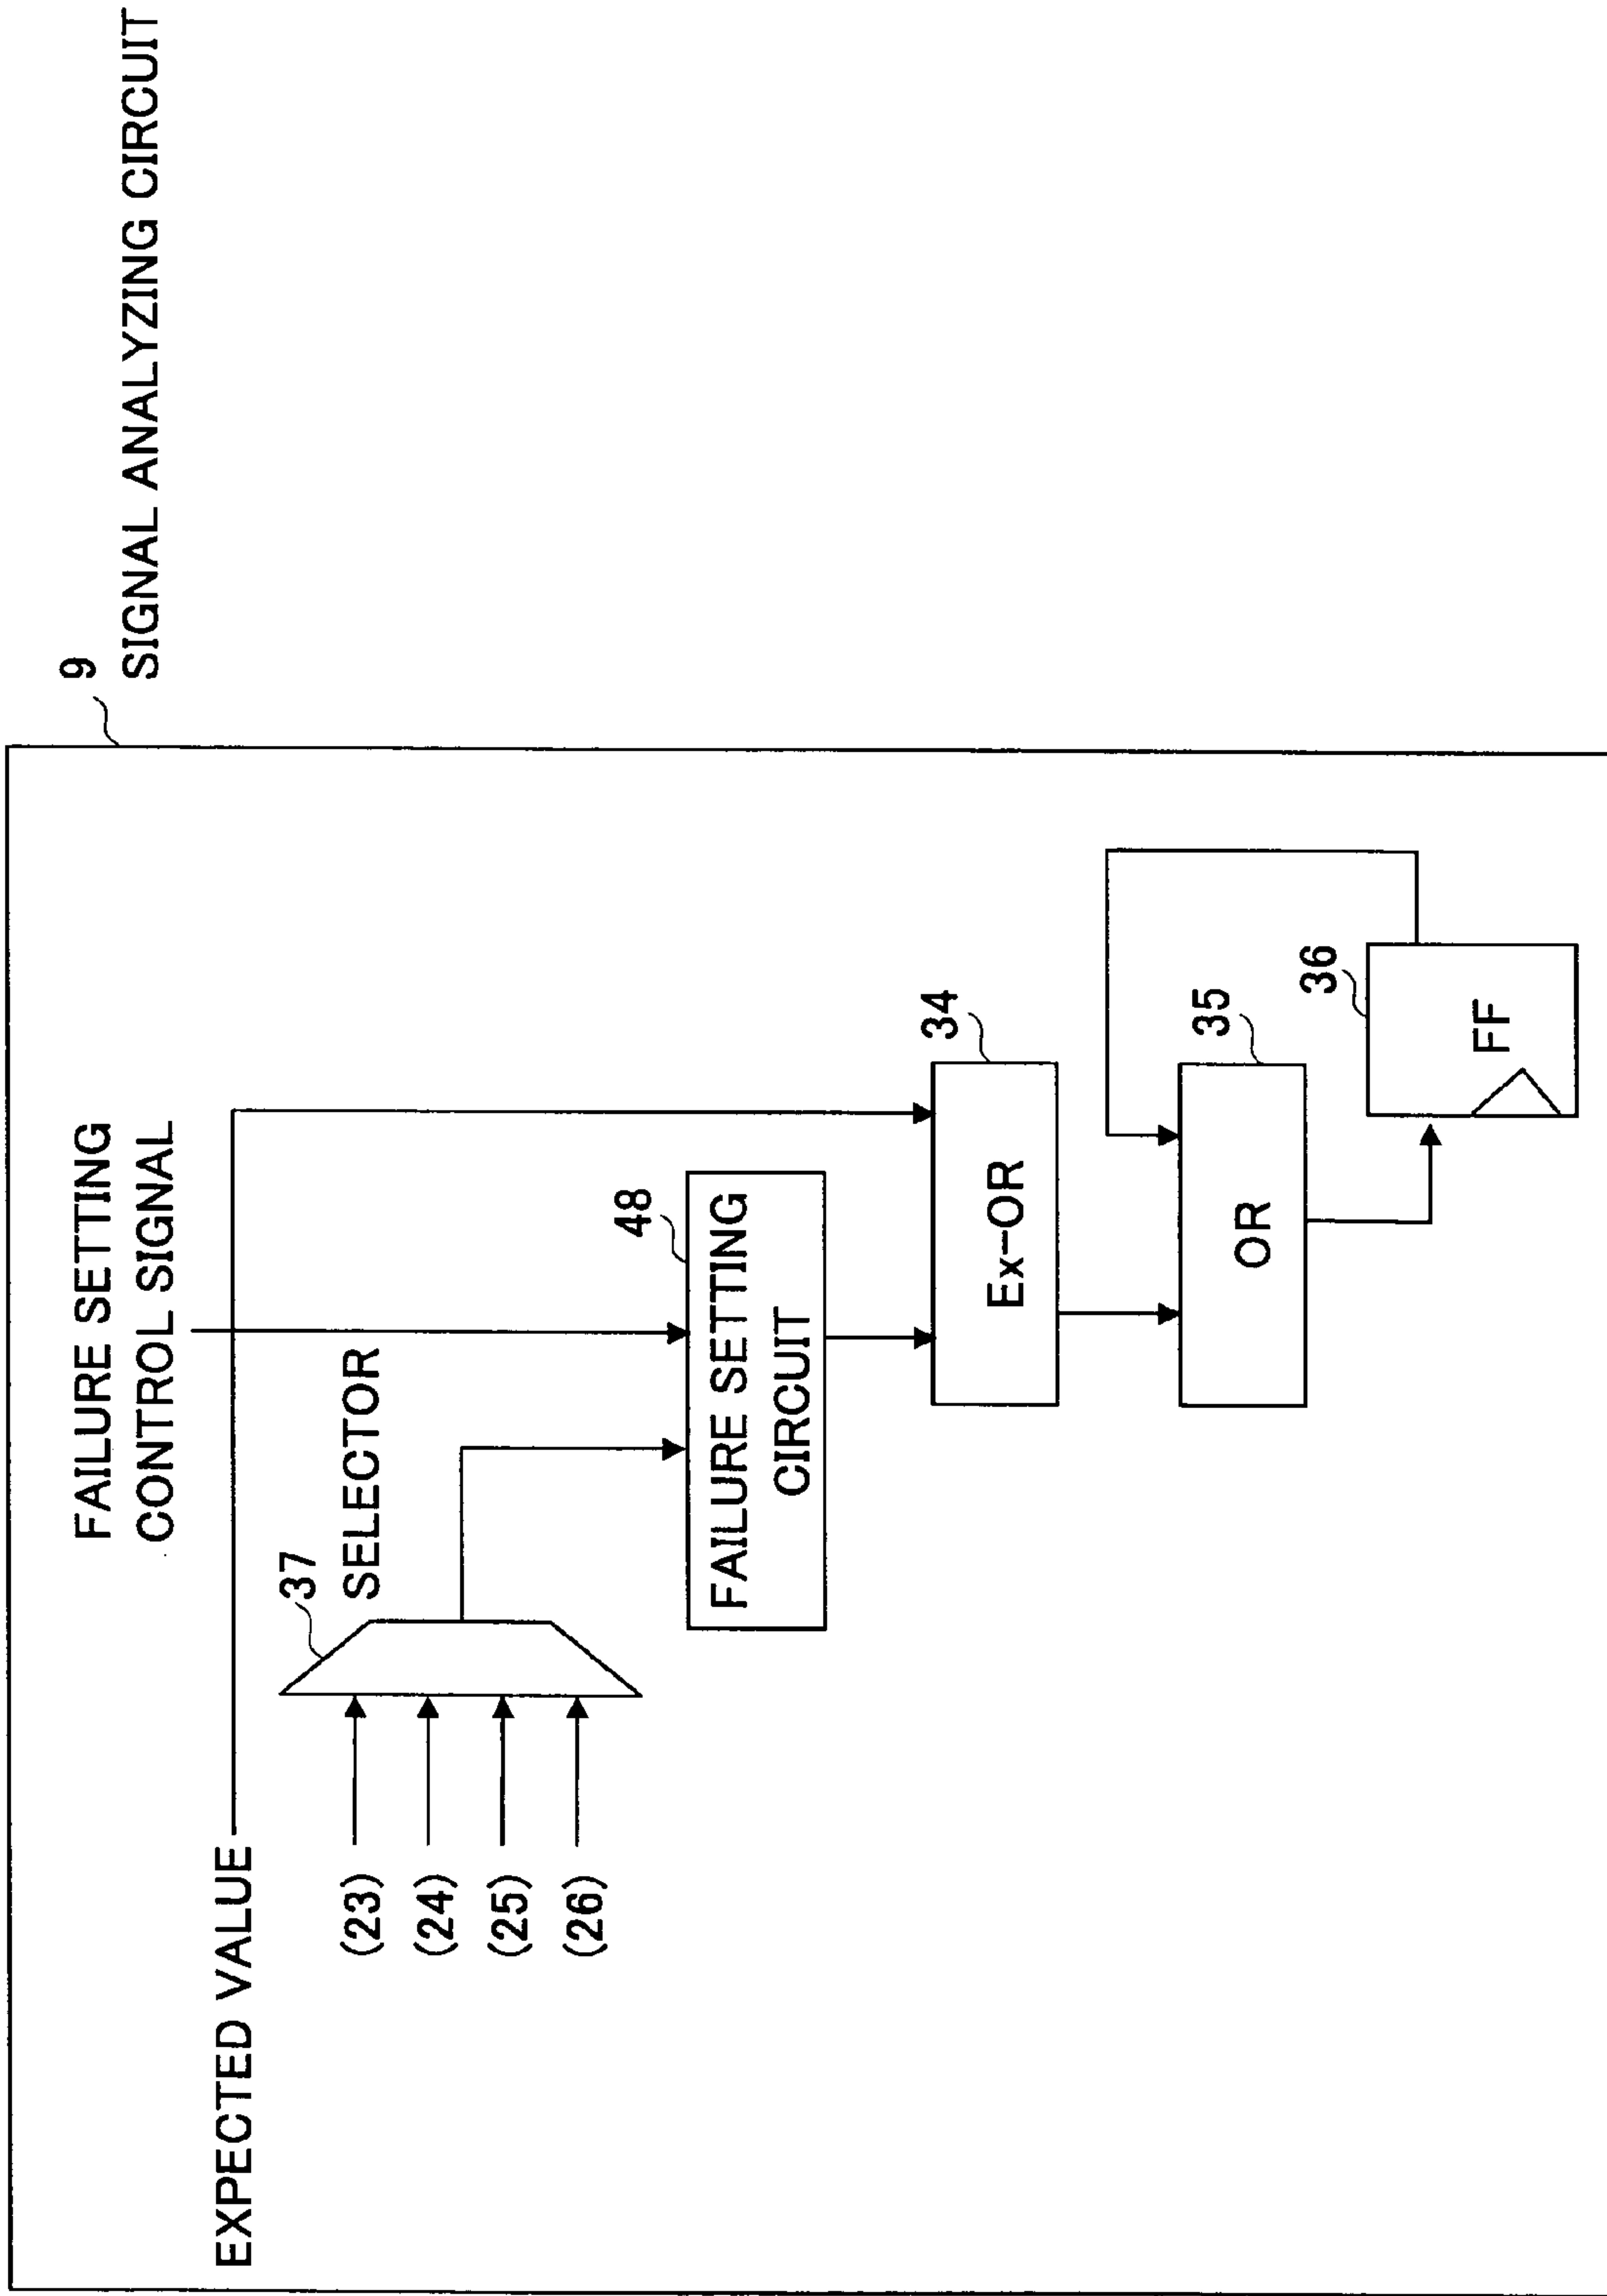 9
SIGNAL ANALYZING CIRCUIT
FAILURE SETTING
CONTROL SIGNAL
EXPECTED VALUE
37
SELECTOR
(23)
(24)
(25)
(26)
48
FAILURE SETTING
CIRCUIT
34
Ex-OR
35
OR
36
FF